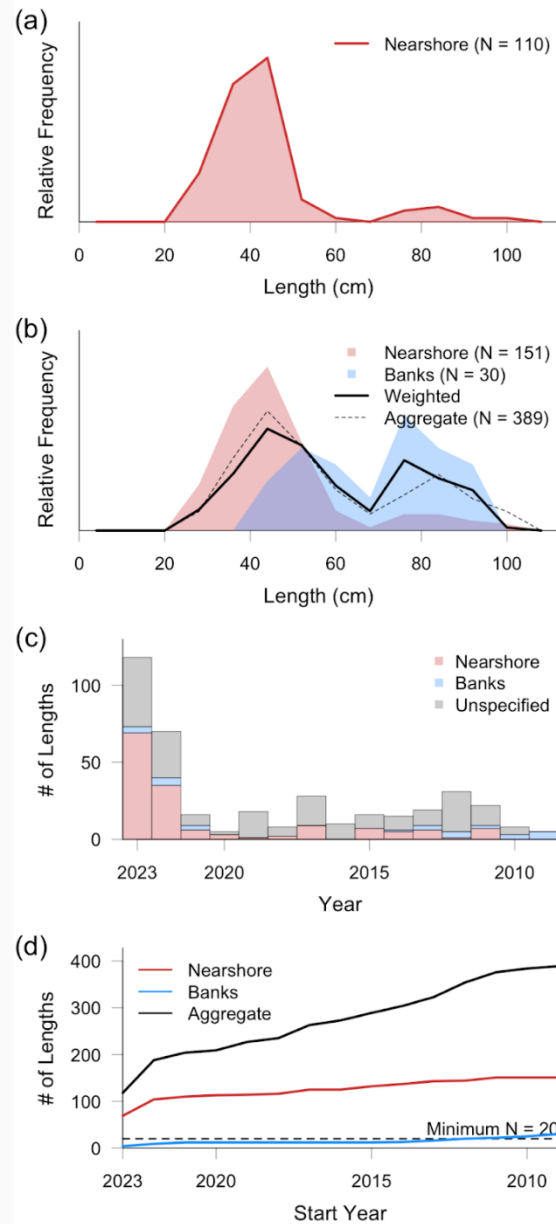 (a)
Relative Frequency
Nearshore (N = 110)
0 20 40 60 80 100
Length (cm)
(b)
Relative Frequency
Nearshore (N = 151)
Banks (N = 30)
Weighted
Aggregate (N = 389)
0 20 40 60 80 100
Length (cm)
(c)
# of Lengths
100
50
0
Nearshore
Banks
Unspecified
2023 2020 2015 2010
Year
(d)
# of Lengths
400
300
200
100
0
Nearshore
Banks
Aggregate
Minimum N = 20
2023 2020 2015 2010
Start Year